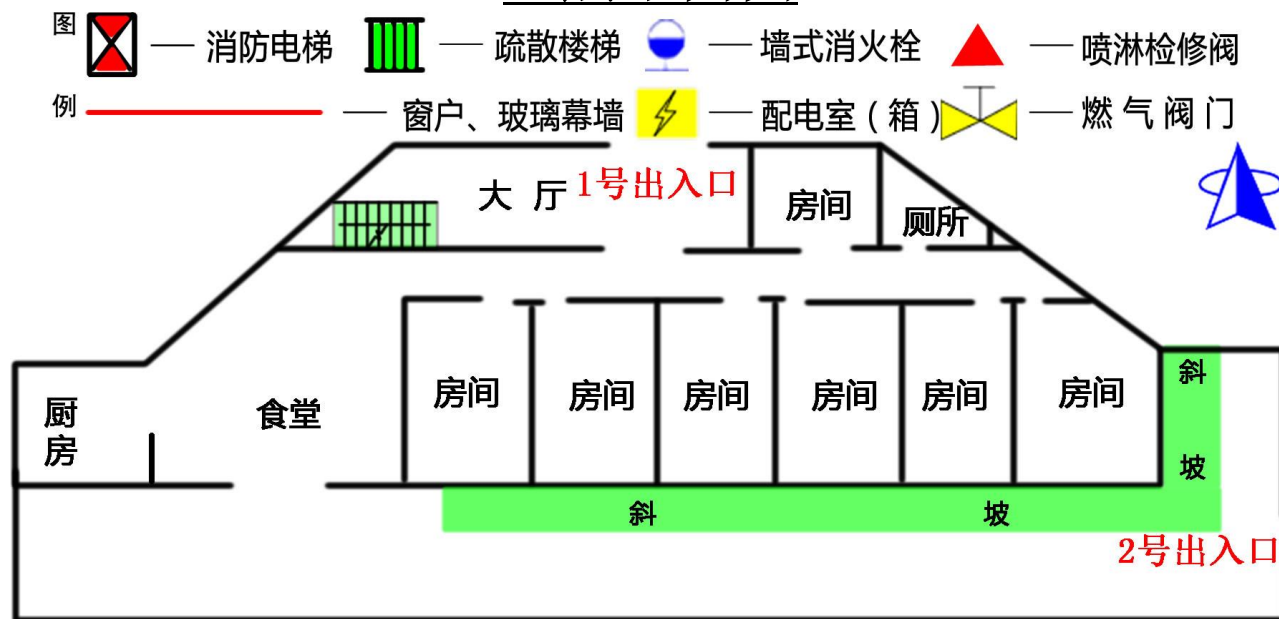 图
例
消防电梯
疏散楼梯
墙式消火栓
喷淋检修阀
窗户、玻璃幕墙
配电室（箱）
燃气阀门
大厅
1号出入口
房间
厕所
厨房
食堂
房间
房间
房间
房间
房间
房间
斜坡
斜坡
2号出入口